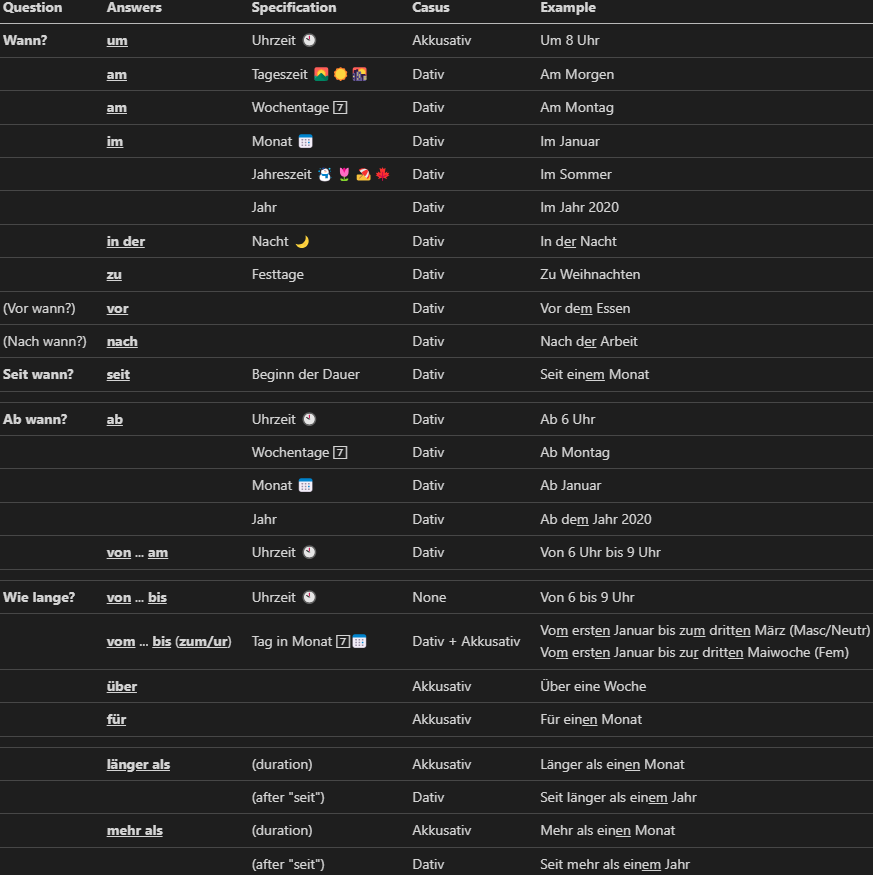 Question Answers Specification Casus Example
Wann? um Uhrzeit 🕙 Akkusativ Um 8 Uhr
am Tageszeit 🌄 ☀️ 🎆 Dativ Am Morgen
am Wochentage 7 Dativ Am Montag
im Monat 📅 Dativ Im Januar
Jahreszeit ⛄ 🌷 🏖️ 🍁 Dativ Im Sommer
Jahr Dativ Im Jahr 2020
in der Nacht 🌙 Dativ In der Nacht
zu Festtage Dativ Zu Weihnachten
(Vor wann?) vor Dativ Vor dem Essen
(Nach wann?) nach Dativ Nach der Arbeit
Seit wann? seit Beginn der Dauer Dativ Seit einem Monat
Ab wann? ab Uhrzeit 🕙 Dativ Ab 6 Uhr
Wochentage 7 Dativ Ab Montag
Monat 📅 Dativ Ab Januar
Jahr Dativ Ab dem Jahr 2020
von ... am Uhrzeit 🕙 Dativ Von 6 Uhr bis 9 Uhr
Wie lange? von ... bis Uhrzeit 🕙 None Von 6 bis 9 Uhr
vom ... bis (zum/ur) Tag in Monat 7📅 Dativ + Akkusativ Vom ersten Januar bis zum dritten März (Masc/Neutr)
Vom ersten Januar bis zur dritten Maiwoche (Fem)
über Akkusativ Über eine Woche
für Akkusativ Für einen Monat
länger als (duration) Akkusativ Länger als einen Monat
(after "seit") Dativ Seit länger als einem Jahr
mehr als (duration) Akkusativ Mehr als einen Monat
(after "seit") Dativ Seit mehr als einem Jahr